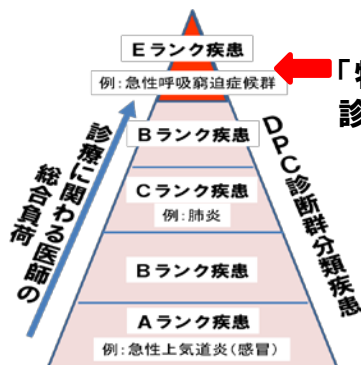 Eランク疾患
例:急性呼吸窮迫症候群
「特
診
Bランク疾患
Cランク疾患
例:肺炎
Bランク疾患
Aランク疾患
例:急性上気道炎(感冒)
診療に関わる医師の
総合負荷
DPC診断群分類疾患